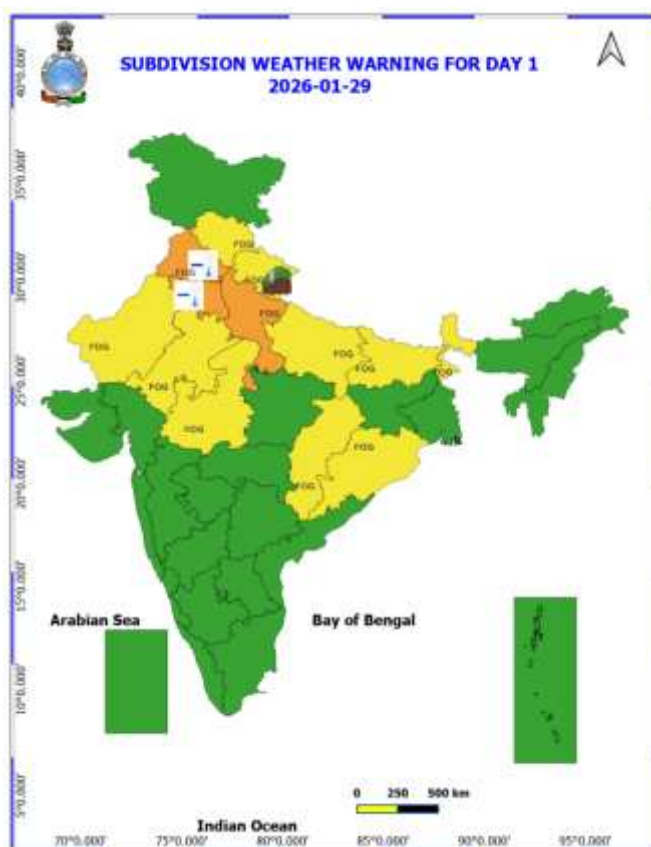 SUBDIVISION WEATHER WARNING FOR DAY 1
2026-01-29
40°0.000'
35°0.000'
30°0.000'
25°0.000'
20°0.000'
15°0.000'
10°0.000'
5°0.000'
FOG
FOG
FOG
FOG
FOG
FOG
FOG
FOG
FOG
FOG
Arabian Sea
Bay of Bengal
0 250 500 km
Indian Ocean
70°0.000' 75°0.000' 80°0.000' 85°0.000' 90°0.000' 95°0.000'